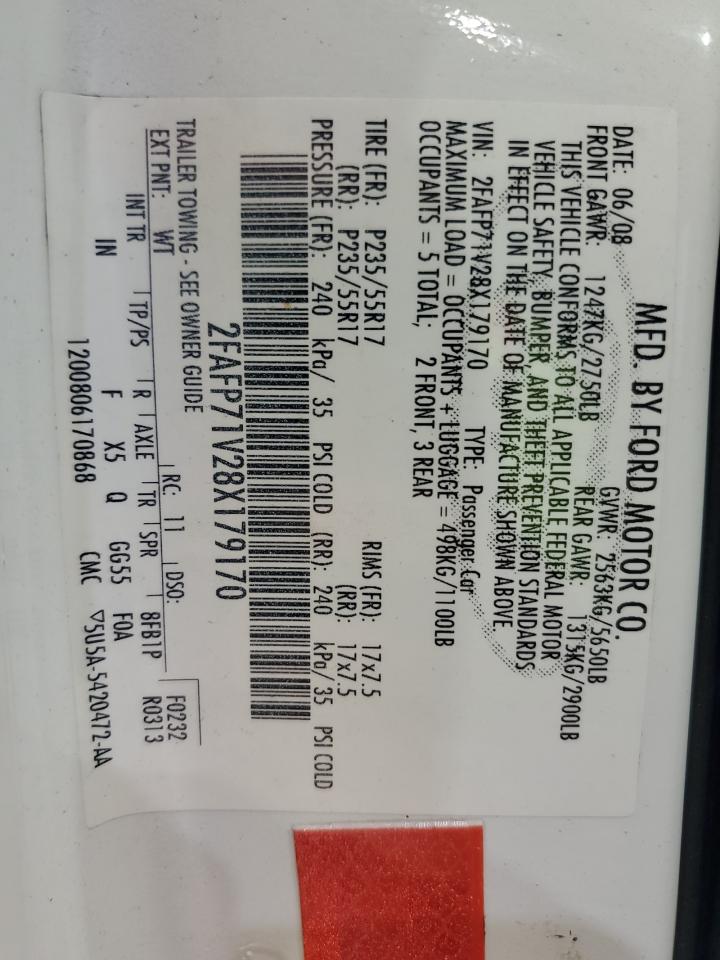 MFD. BY FORD MOTOR CO.
DATE: 06/08 GVWR: 2563KG/5650LB
FRONT GAWR: 1247KG/2750LB REAR GAWR: 1315KG/2900LB
THIS VEHICLE CONFORMS TO ALL APPLICABLE FEDERAL MOTOR
VEHICLE SAFETY, BUMPER, AND THEFT PREVENTION STANDARDS
IN EFFECT ON THE DATE OF MANUFACTURE SHOWN ABOVE.
VIN: 2FAFP71V28X179170 TYPE: Passenger Car
MAXIMUM LOAD = OCCUPANTS + LUGGAGE = 498KG/1100LB
OCCUPANTS = 5 TOTAL; 2 FRONT, 3 REAR
TIRE (FR): P235/55R17 RIMS (FR): 17x7.5
(RR): P235/55R17 (RR): 17x7.5
PRESSURE (FR): 240 kPa/ 35 PSI COLD (RR): 240 kPa/ 35 PSI COLD
2FAFP71V28X179170
TRAILER TOWING - SEE OWNER GUIDE
F0232
EXT PNT: WT RC: 11 DSO: R0313
INT TR TP/PS R AXLE TR SPR 8FB1P
IN F X5 Q GG55 F0A
1200806170868 CMC ▽5U5A-5420472-AA